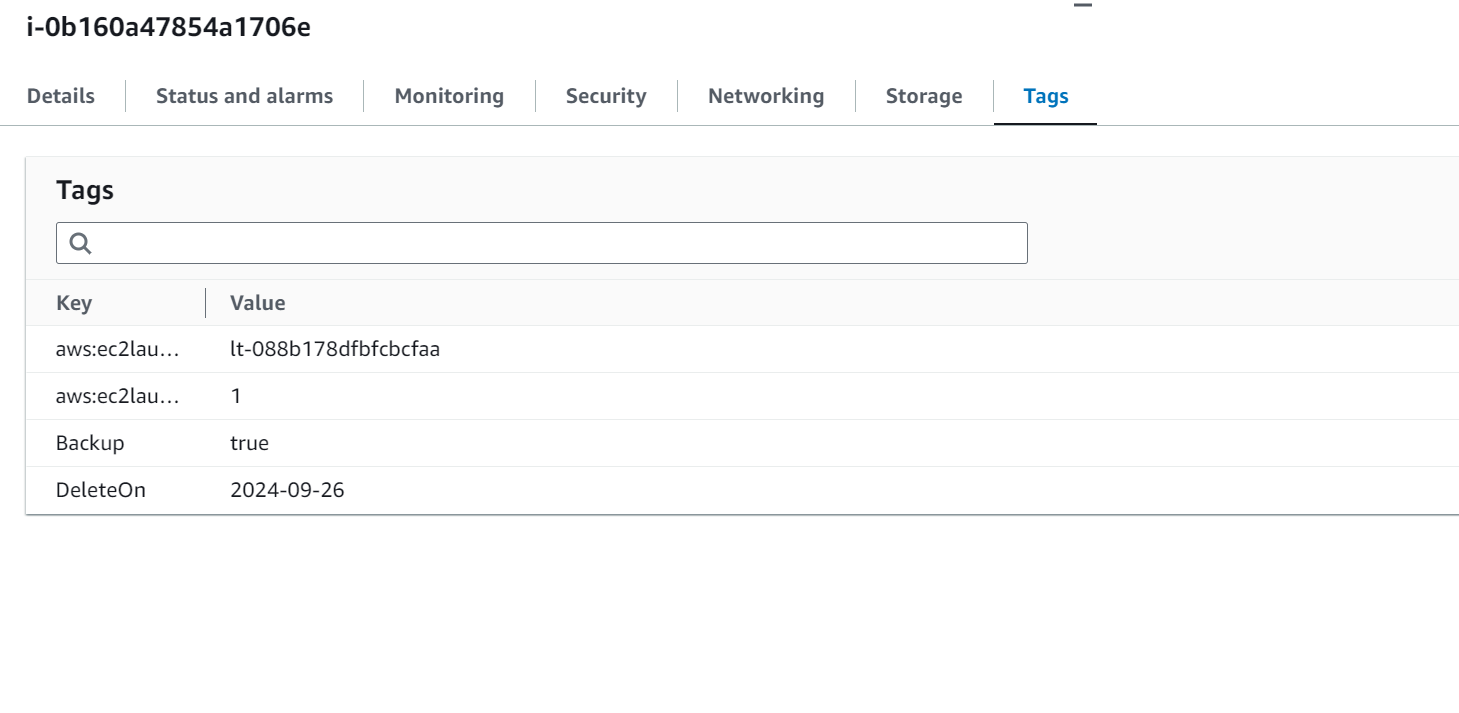 i-0b160a47854a1706e
Details Status and alarms Monitoring Security Networking Storage Tags
Tags
Key Value
aws:ec2lau... lt-088b178dfbfcbcfaa
aws:ec2lau... 1
Backup true
DeleteOn 2024-09-26